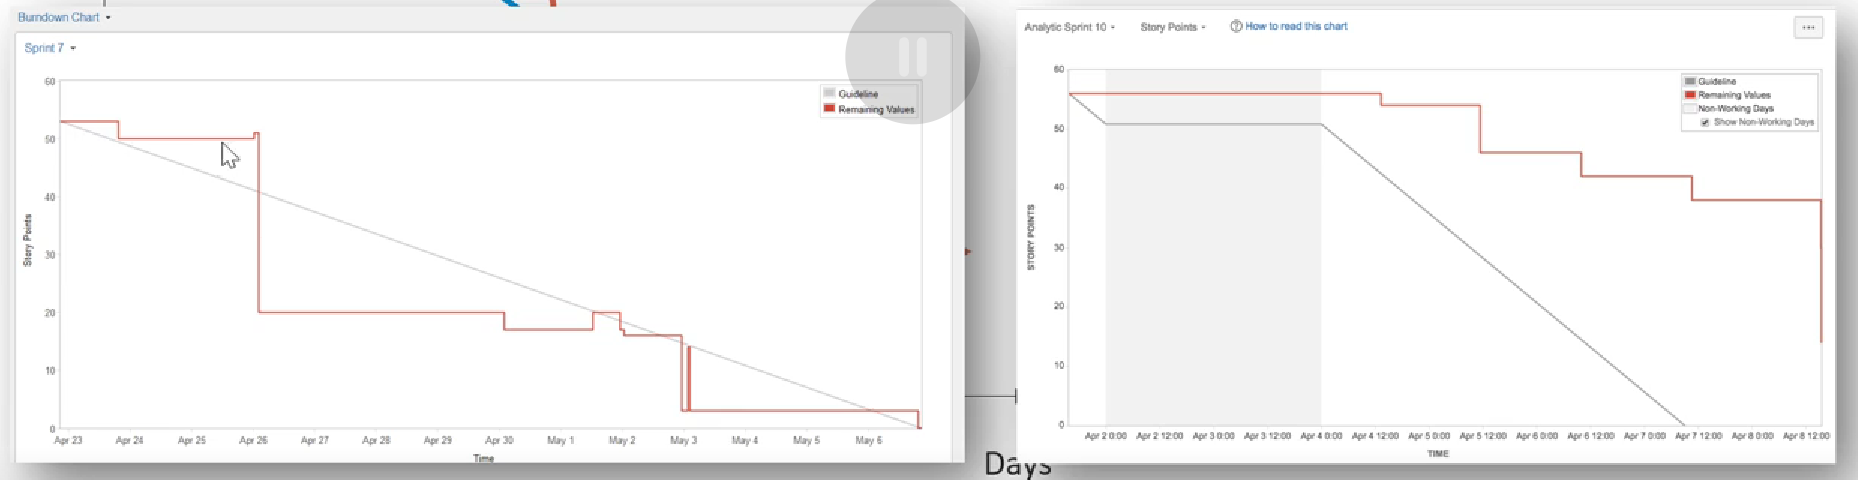 Burndown Chart
Sprint 7
60
50
40
30
20
10
0
Story Points
Guideline
Remaining Values
Apr 23 Apr 24 Apr 25 Apr 26 Apr 27 Apr 28 Apr 29 Apr 30 May 1 May 2 May 3 May 4 May 5 May 6
Time
Days
Analytic Sprint 10 Story Points How to read this chart
60
50
40
30
20
10
0
STORY POINTS
Guideline
Remaining Values
Non-Working Days
Show Non-Working Days
Apr 2 0:00 Apr 2 12:00 Apr 3 0:00 Apr 3 12:00 Apr 4 0:00 Apr 4 12:00 Apr 5 0:00 Apr 5 12:00 Apr 6 0:00 Apr 6 12:00 Apr 7 0:00 Apr 7 12:00 Apr 8 0:00 Apr 8 12:00
TIME